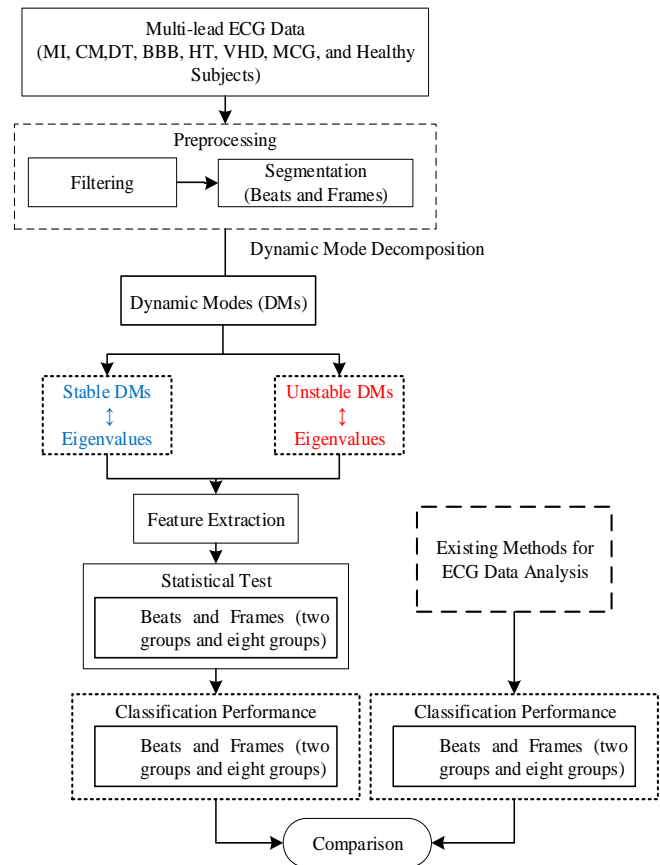 Multi-lead ECG Data
(MI, CM,DT, BBB, HT, VHD, MCG, and Healthy
Subjects)
Preprocessing
Filtering
Segmentation
(Beats and Frames)
Dynamic Mode Decomposition
Dynamic Modes (DMs)
Stable DMs
↕
Eigenvalues
Unstable DMs
↕
Eigenvalues
Feature Extraction
Existing Methods for
ECG Data Analysis
Statistical Test
Beats and Frames (two
groups and eight groups)
Classification Performance
Beats and Frames (two
groups and eight groups)
Classification Performance
Beats and Frames (two
groups and eight groups)
Comparison